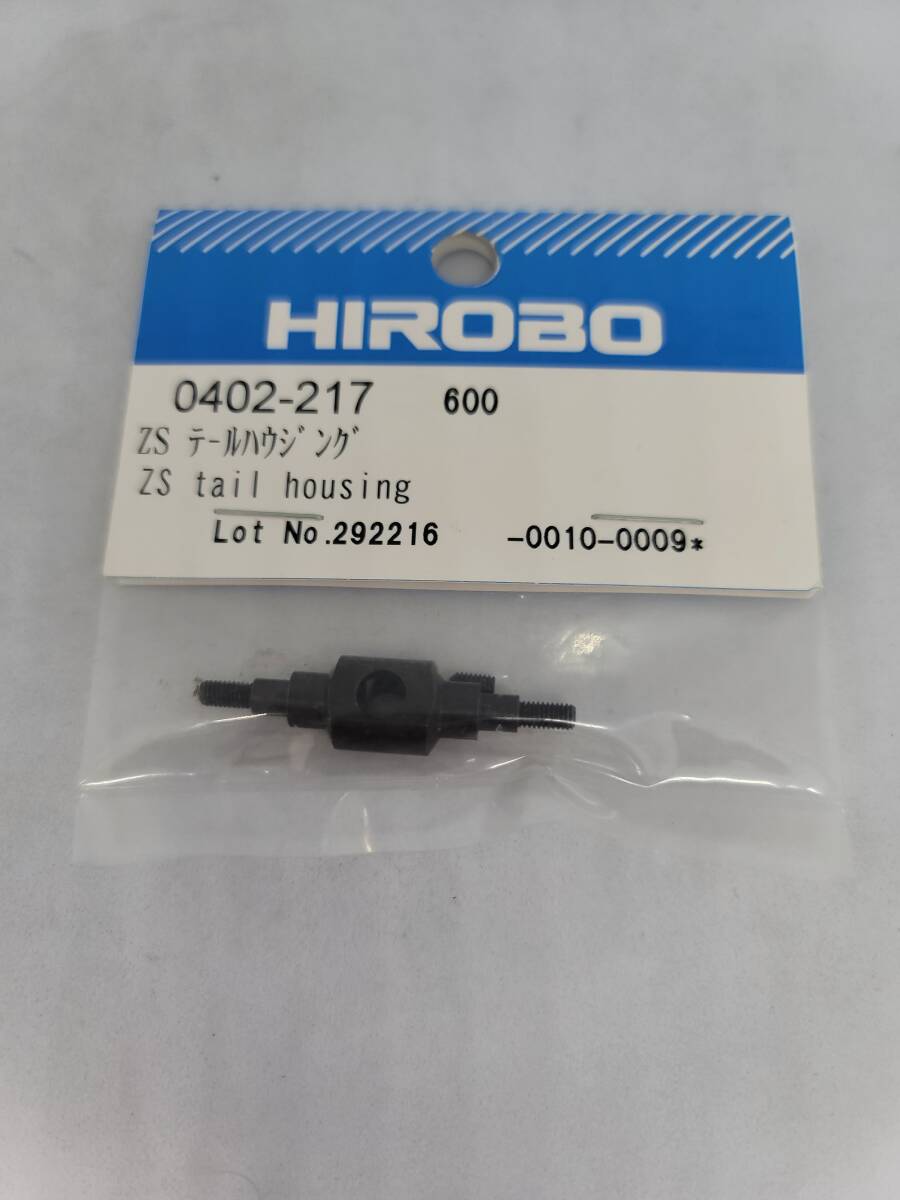 HIROBO
0402-217 600
ZS ﾃｰﾙﾊｳｼﾞﾝｸﾞ
ZS tail housing
Lot No.292216 -0010-0009*